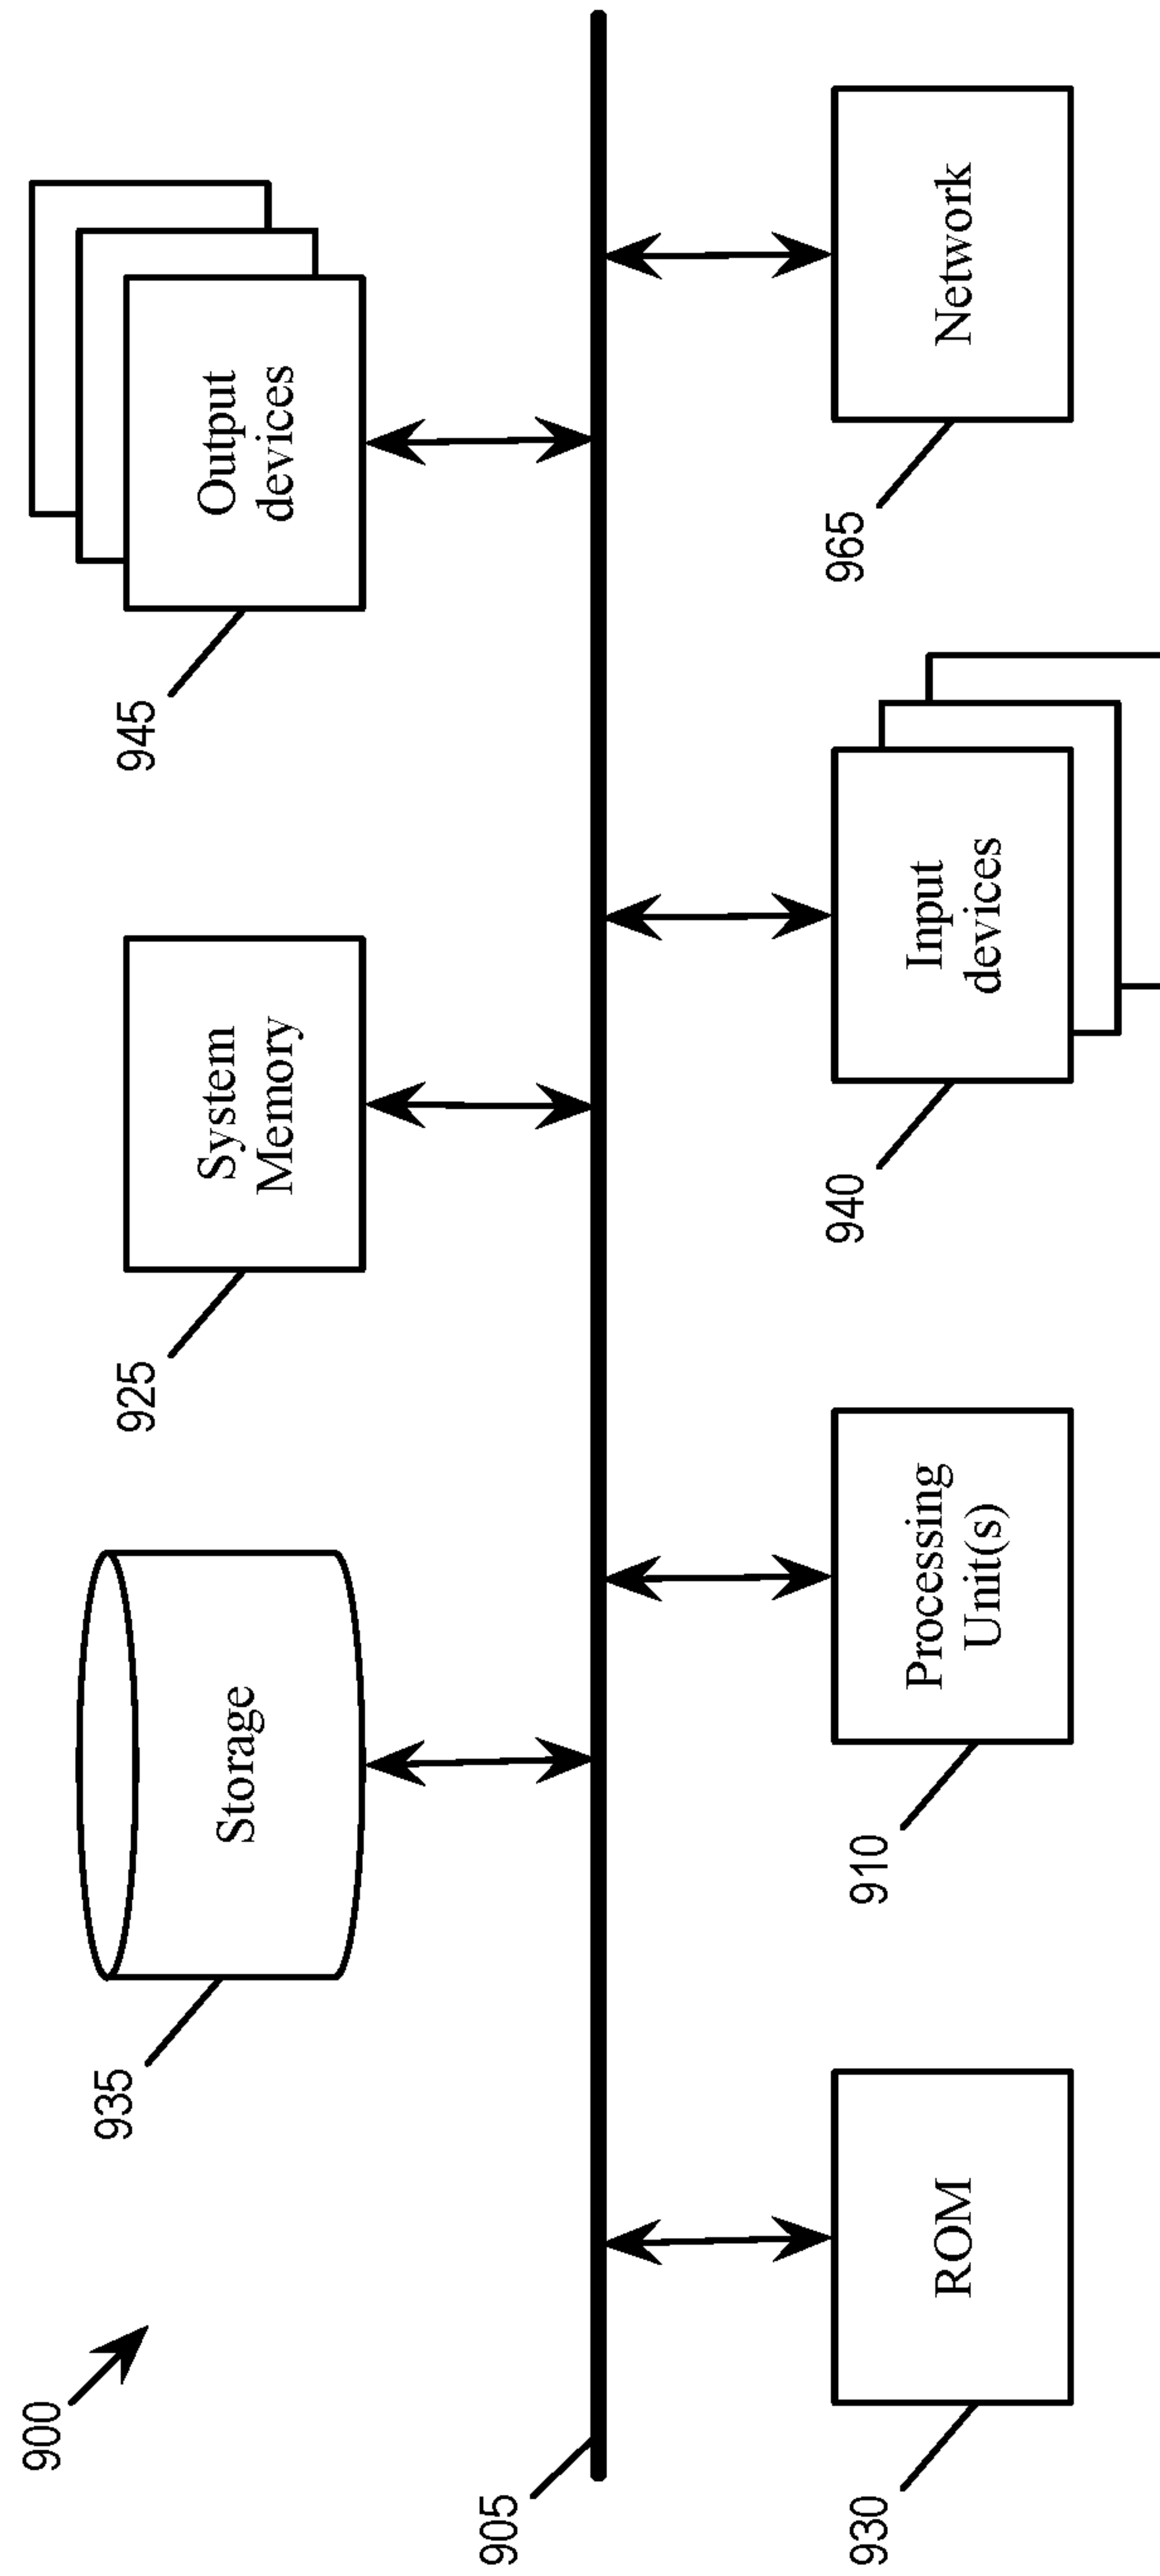 900
935
Storage
925
System
Memory
945
Output
devices
905
930
ROM
910
Processing
Unit(s)
940
Input
devices
965
Network